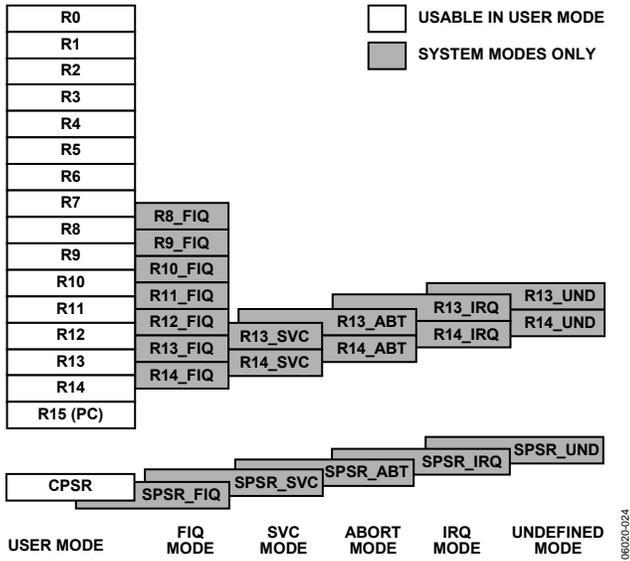 R0
R1
R2
R3
R4
R5
R6
R7
R8
R9
R10
R11
R12
R13
R14
R15 (PC)
USABLE IN USER MODE
SYSTEM MODES ONLY
R8_FIQ
R9_FIQ
R10_FIQ
R11_FIQ
R12_FIQ
R13_FIQ
R14_FIQ
R13_SVC
R14_SVC
R13_ABT
R14_ABT
R13_IRQ
R14_IRQ
R13_UND
R14_UND
CPSR
SPSR_FIQ
SPSR_SVC
SPSR_ABT
SPSR_IRQ
SPSR_UND
USER MODE
FIQ
MODE
SVC
MODE
ABORT
MODE
IRQ
MODE
UNDEFINED
MODE
06020-024